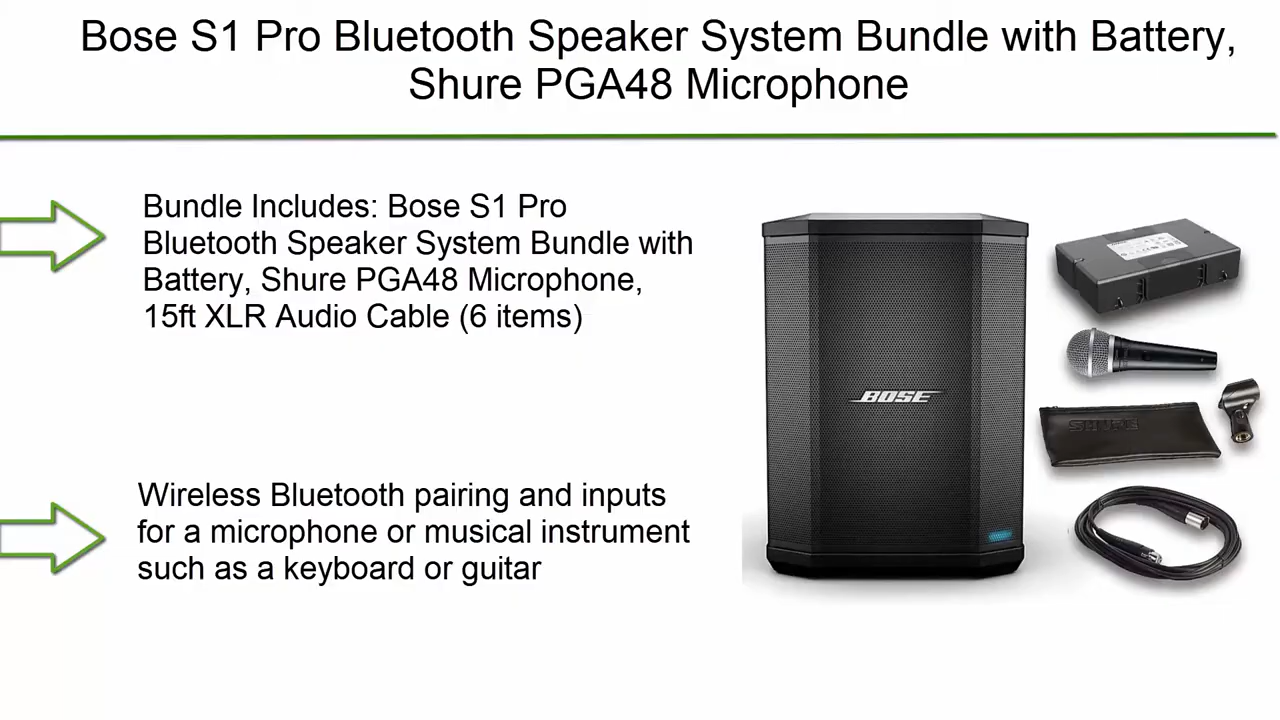 Bose S1 Pro Bluetooth Speaker System Bundle with Battery,
Shure PGA48 Microphone
Bundle Includes: Bose S1 Pro
Bluetooth Speaker System Bundle with
Battery, Shure PGA48 Microphone,
15ft XLR Audio Cable (6 items)
BOSE
SHURE
Wireless Bluetooth pairing and inputs
for a microphone or musical instrument
such as a keyboard or guitar